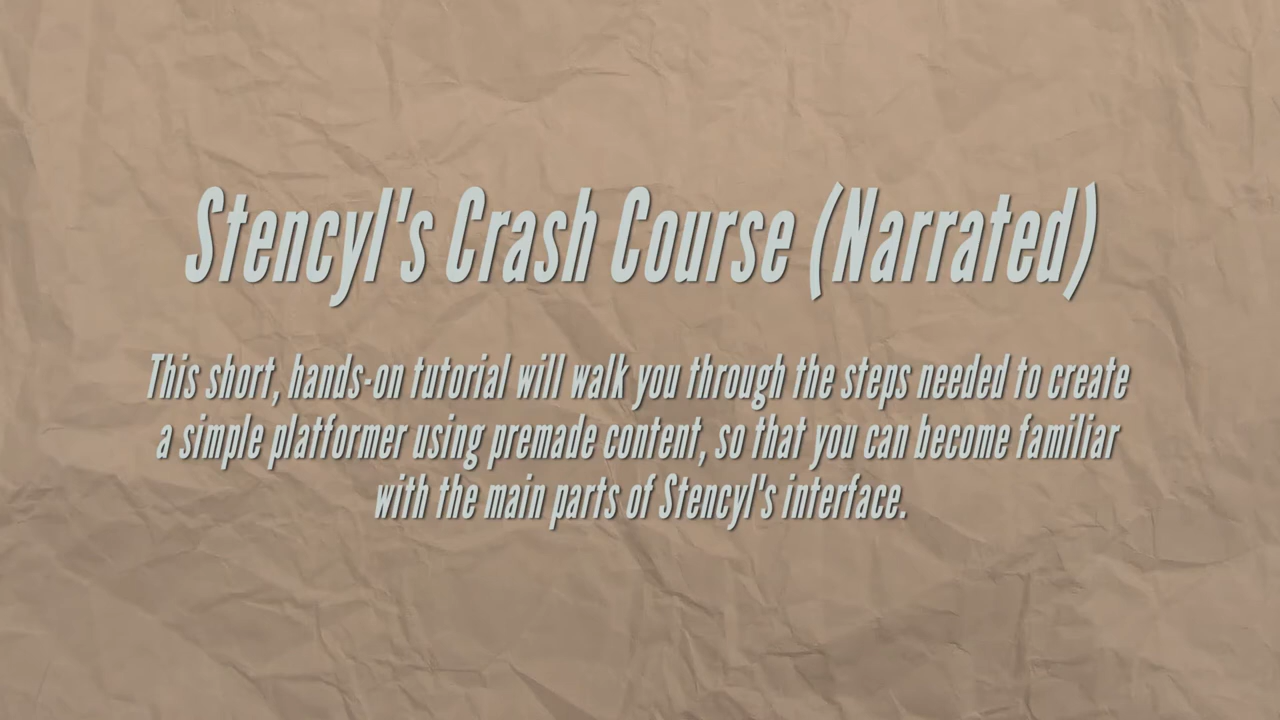 Stencyl's Crash Course (Narrated)
This short, hands-on tutorial will walk you through the steps needed to create
a simple platformer using premade content, so that you can become familiar
with the main parts of Stencyl's interface.